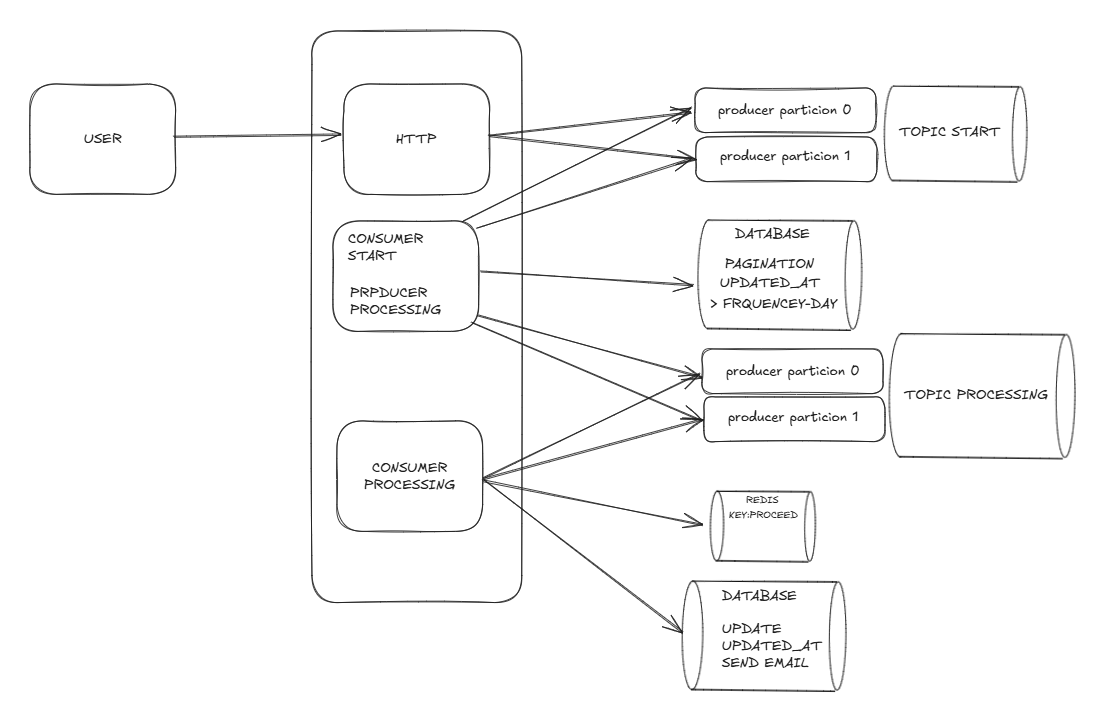 USER
HTTP
producer particion 0
producer particion 1
TOPIC START
CONSUMER
START
PRPDUCER
PROCESSING
DATABASE
PAGINATION
UPDATED_AT
> FRQUENCEY-DAY
producer particion 0
producer particion 1
TOPIC PROCESSING
CONSUMER
PROCESSING
REDIS
KEY:PROCEED
DATABASE
UPDATE
UPDATED_AT
SEND EMAIL